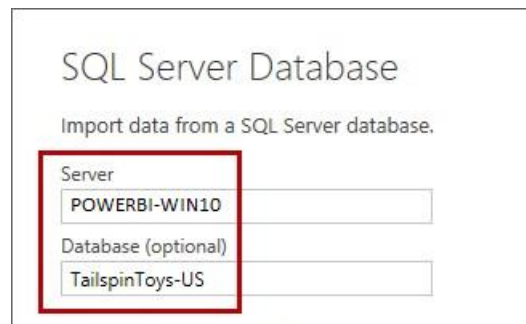 SQL Server Database
Import data from a SQL Server database.
Server
POWERBI-WIN10
Database (optional)
TailspinToys-US